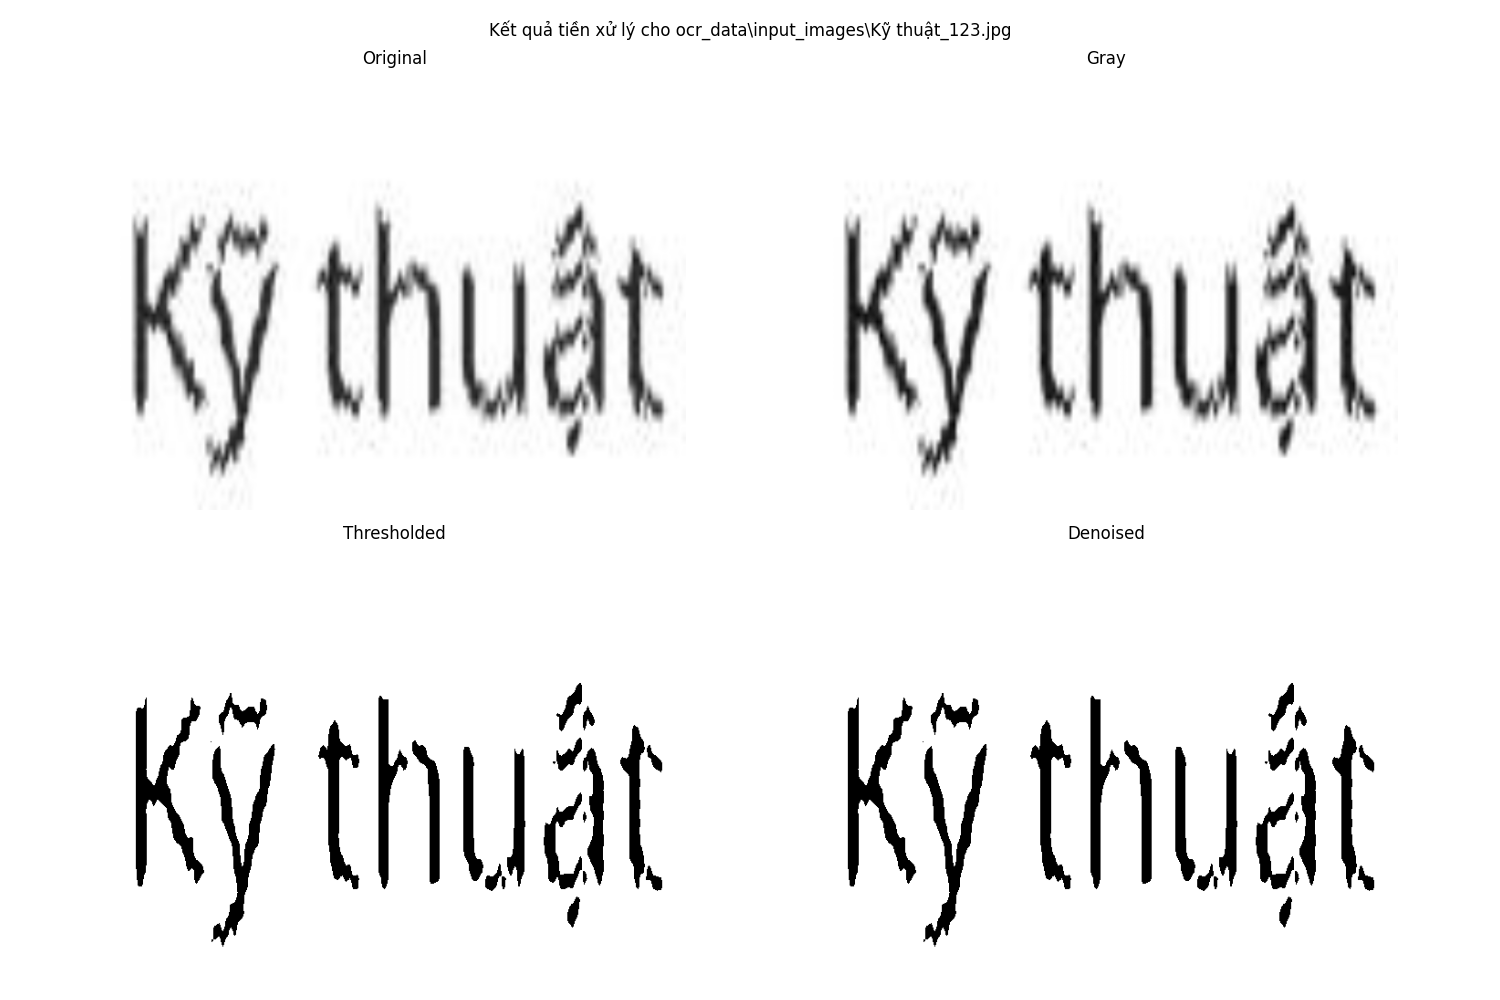 Kết quả tiền xử lý cho ocr_data\input_images\Kỹ thuật_123.jpg
Original
Gray
Kỹ thuật
Kỹ thuật
Thresholded
Denoised
Kỹ thuật
Kỹ thuật